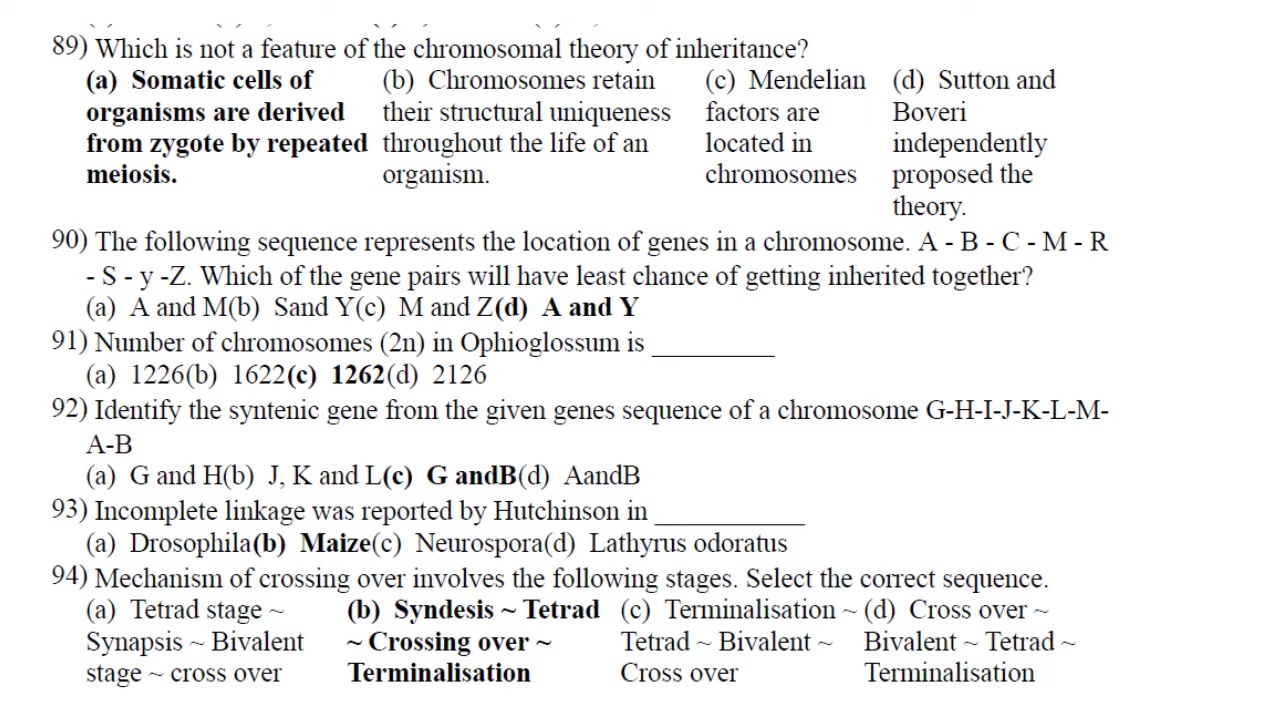 89) Which is not a feature of the chromosomal theory of inheritance?
(a) Somatic cells of organisms are derived from zygote by repeated meiosis.
(b) Chromosomes retain their structural uniqueness throughout the life of an organism.
(c) Mendelian factors are located in chromosomes
(d) Sutton and Boveri independently proposed the theory.
90) The following sequence represents the location of genes in a chromosome. A - B - C - M - R
- S - y -Z. Which of the gene pairs will have least chance of getting inherited together?
(a) A and M(b) Sand Y(c) M and Z(d) A and Y
91) Number of chromosomes (2n) in Ophioglossum is _________
(a) 1226(b) 1622(c) 1262(d) 2126
92) Identify the syntenic gene from the given genes sequence of a chromosome G-H-I-J-K-L-M-
A-B
(a) G and H(b) J, K and L(c) G andB(d) AandB
93) Incomplete linkage was reported by Hutchinson in ___________
(a) Drosophila(b) Maize(c) Neurospora(d) Lathyrus odoratus
94) Mechanism of crossing over involves the following stages. Select the correct sequence.
(a) Tetrad stage ~ Synapsis ~ Bivalent stage ~ cross over
(b) Syndesis ~ Tetrad ~ Crossing over ~ Terminalisation
(c) Terminalisation ~ Tetrad ~ Bivalent ~ Cross over
(d) Cross over ~ Bivalent ~ Tetrad ~ Terminalisation